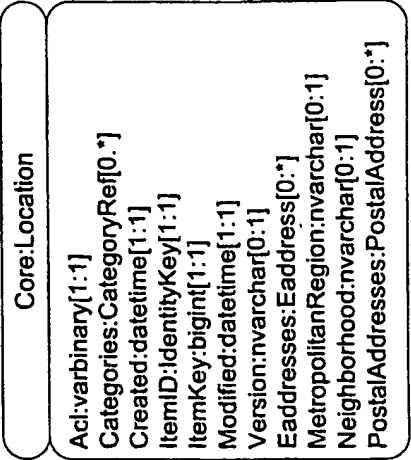 Core:Location
Acl:varbinary[1:1]
Categories:CategoryRef[0.*]
Created:datetime[1:1]
ItemID:IdentityKey[1:1]
ItemKey:bigint[1:1]
Modified:datetime[1:1]
Version:nvarchar[0:1]
Eaddresses:Eaddress[0:*]
MetropolitanRegion:nvarchar[0:1]
Neighborhood:nvarchar[0:1]
PostalAddresses:PostalAddress[0:*]